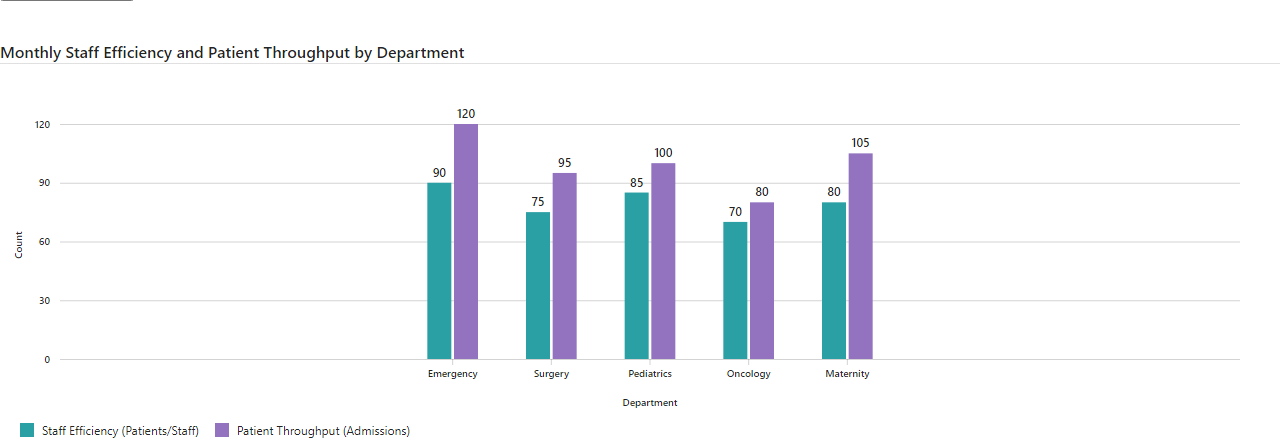 Monthly Staff Efficiency and Patient Throughput by Department
120
90
60
30
0
Count
90
120
75
95
85
100
70
80
80
105
Emergency
Surgery
Pediatrics
Oncology
Maternity
Department
Staff Efficiency (Patients/Staff)
Patient Throughput (Admissions)